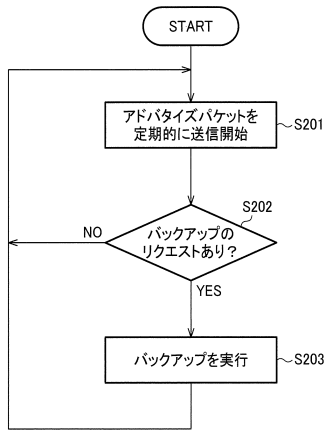 START
アドバタイズパケットを
定期的に送信開始
S201
S202
バックアップの
リクエストあり？
NO
YES
バックアップを実行
S203